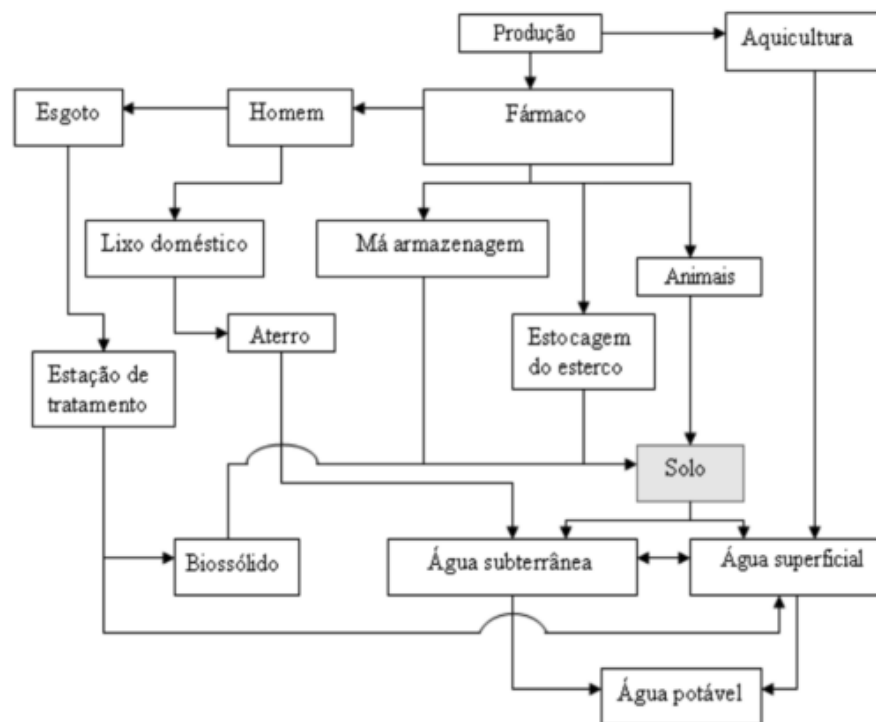 Produção
Aquicultura
Esgoto
Homem
Fármaco
Lixo doméstico
Má armazenagem
Animais
Aterro
Estocagem
do esterco
Estação de
tratamento
Solo
Biossólido
Água subterrânea
Água superficial
Água potável